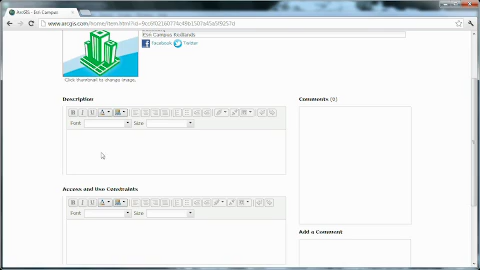 ArcGIS - Esri Campus
www.arcgis.com/home/item.html?id=9cc6f02160774c49b1507a45a5f9257d
Esri Campus Redlands
Facebook Twitter
Click thumbnail to change image.
Description
Comments (0)
B I U A
Font Size
Access and Use Constraints
B I U A
Font Size
Add a Comment